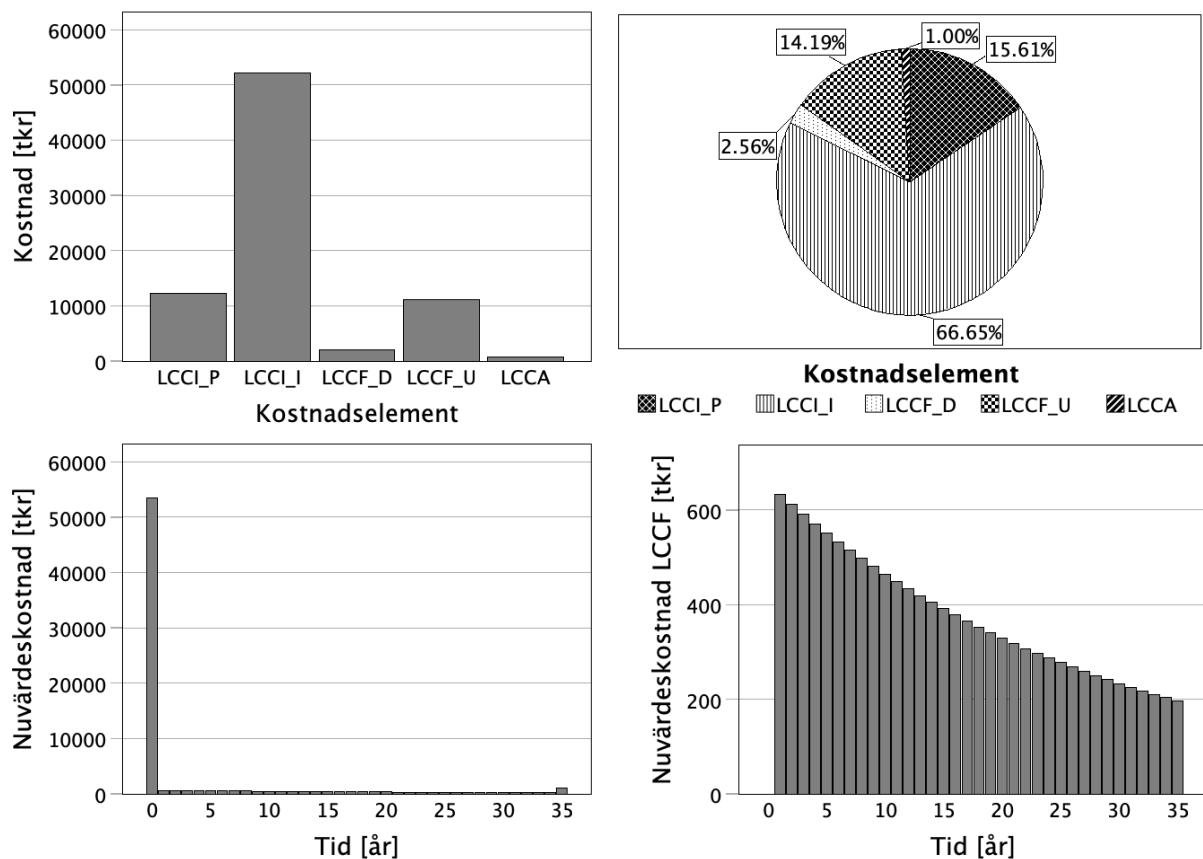 60000
50000
40000
30000
20000
10000
0
Kostnad [tkr]
LCCI_P LCCI_I LCCF_D LCCF_U LCCA
Kostnadselement
14.19%
1.00%
15.61%
2.56%
66.65%
Kostnadselement
LCCI_P LCCI_I LCCF_D LCCF_U LCCA
60000
50000
40000
30000
20000
10000
0
Nuvärdeskostnad [tkr]
0 5 10 15 20 25 30 35
Tid [år]
600
400
200
0
Nuvärdeskostnad LCCF [tkr]
0 5 10 15 20 25 30 35
Tid [år]